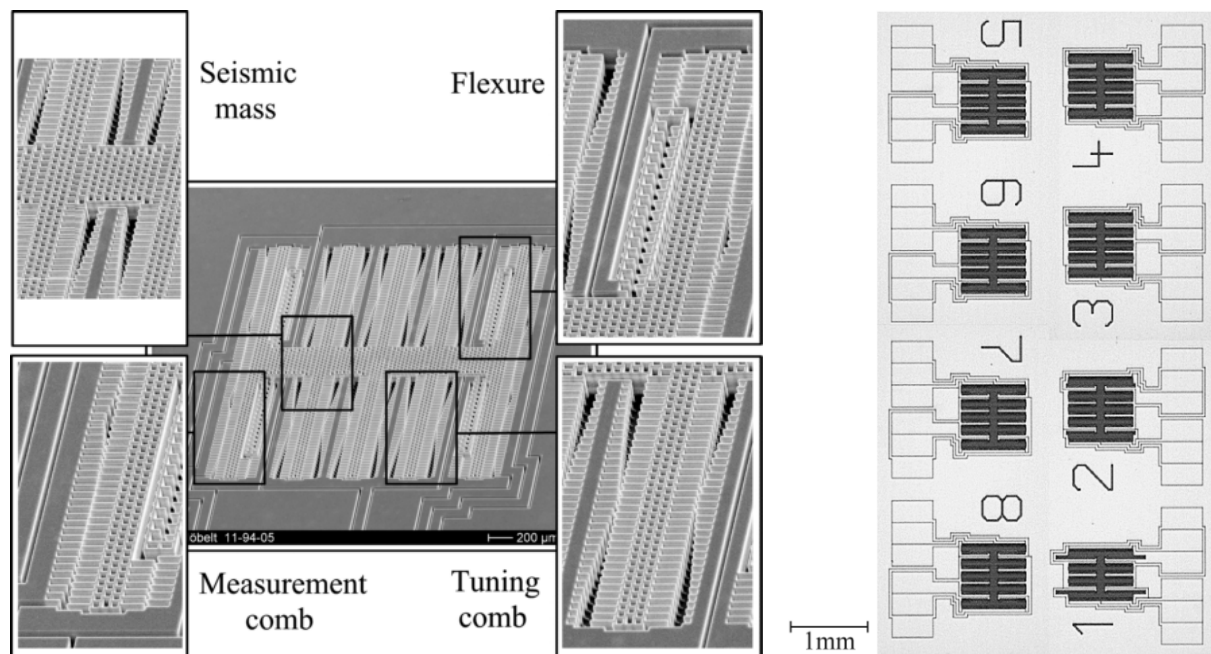 Seismic
mass
Flexure
öbelt 11-94-05
200 µm
Measurement
comb
Tuning
comb
1mm
5
4
6
3
7
2
8
1